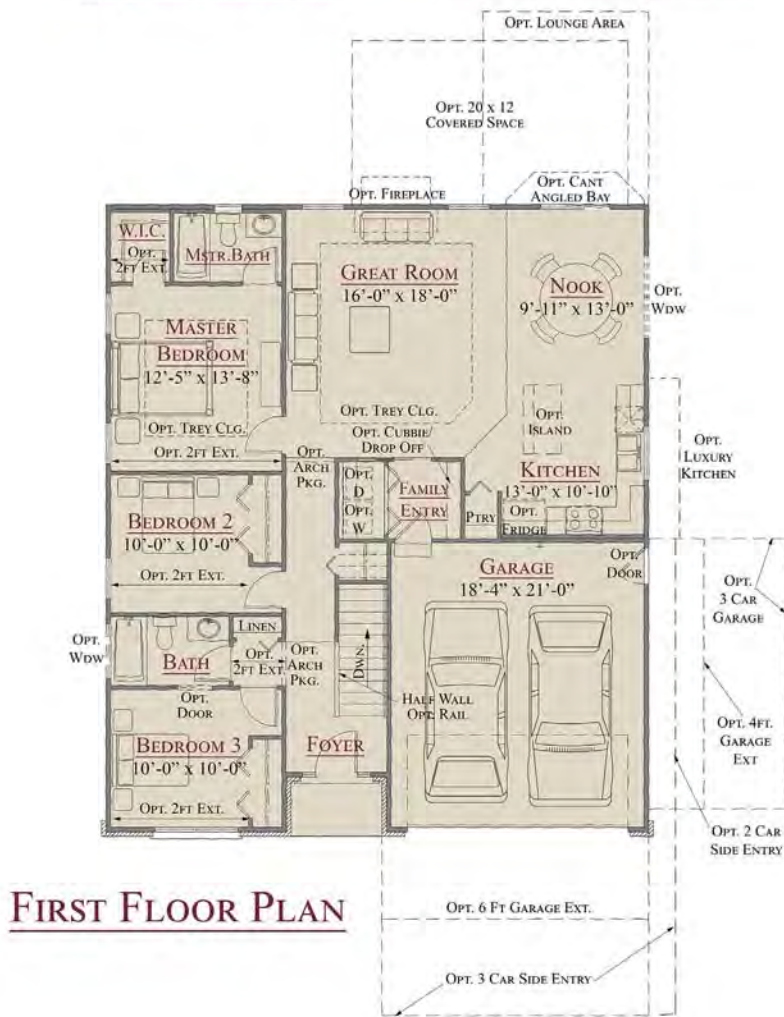 OPT. LOUNGE AREA
OPT. 20 X 12
COVERED SPACE
OPT. FIREPLACE
OPT. CANT
ANGLED BAY
W.I.C.
OPT.
2FT EXT.
MSTR.BATH
GREAT ROOM
16'-0" X 18'-0"
NOOK
9'-11" X 13'-0"
OPT.
WDW
MASTER
BEDROOM
12'-5" X 13'-8"
OPT. TREY CLG.
OPT. 2FT EXT.
OPT. TREY CLG.
OPT. CUBBIE/
DROP OFF
OPT.
ARCH
PKG.
OPT.
ISLAND
OPT.
LUXURY
KITCHEN
KITCHEN
13'-0" X 10'-10"
OPT.
D
OPT.
W
FAMILY
ENTRY
PTRY
OPT.
FRIDGE
BEDROOM 2
10'-0" X 10'-0"
OPT. 2FT EXT.
GARAGE
18'-4" X 21'-0"
OPT.
DOOR
OPT.
3 CAR
GARAGE
OPT.
WDW
BATH
LINEN
OPT.
2FT EXT.
OPT.
ARCH
PKG.
DWN.
OPT.
DOOR
HALF WALL
OPT. RAIL
OPT. 4FT.
GARAGE
EXT
BEDROOM 3
10'-0" X 10'-0"
OPT. 2FT EXT.
FOYER
OPT. 2 CAR
SIDE ENTRY
FIRST FLOOR PLAN
OPT. 6 FT GARAGE EXT.
OPT. 3 CAR SIDE ENTRY